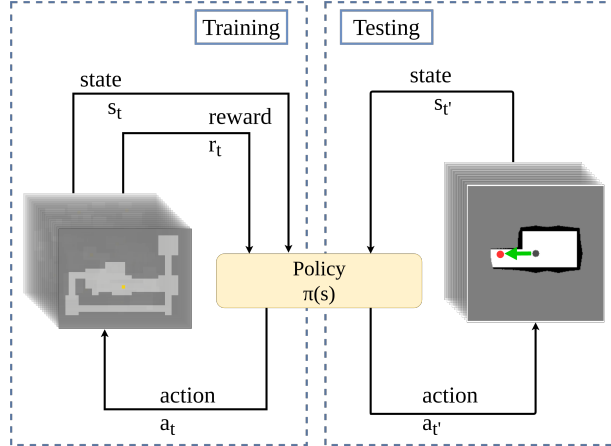 Training
Testing
state
s_t
reward
r_t
state
s_t'
Policy
π(s)
action
a_t
action
a_t'